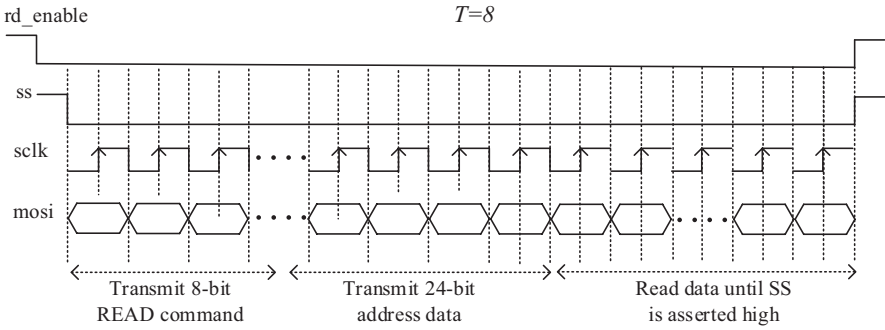 rd_enable
T=8
ss
sclk
mosi
Transmit 8-bit
READ command
Transmit 24-bit
address data
Read data until SS
is asserted high